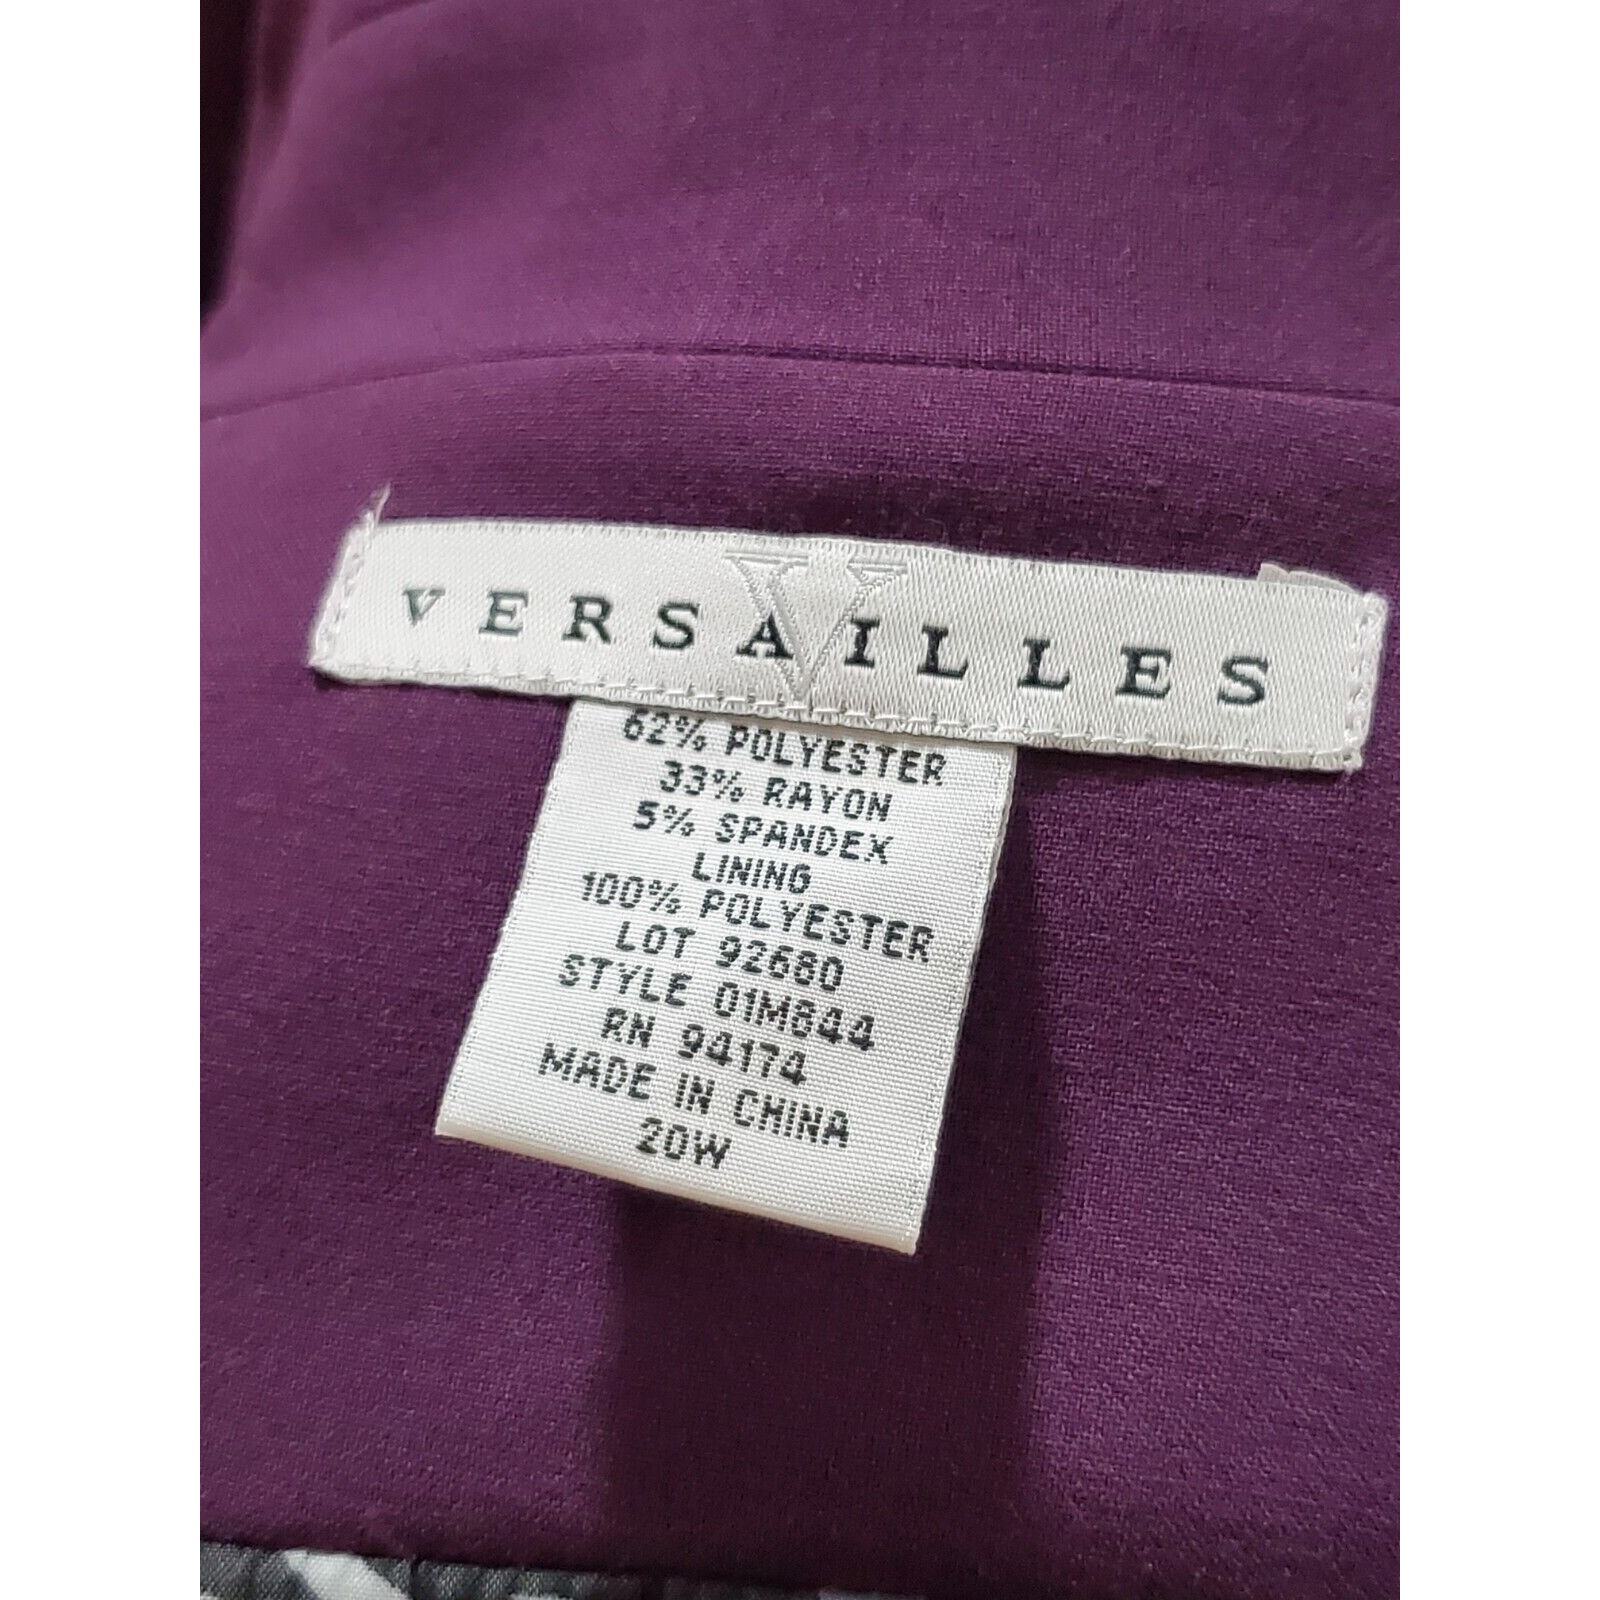 VERSAILLES
62% POLYESTER
33% RAYON
5% SPANDEX
LINING
100% POLYESTER
LOT 92680
STYLE 01M844
RN 94174
MADE IN CHINA
20W